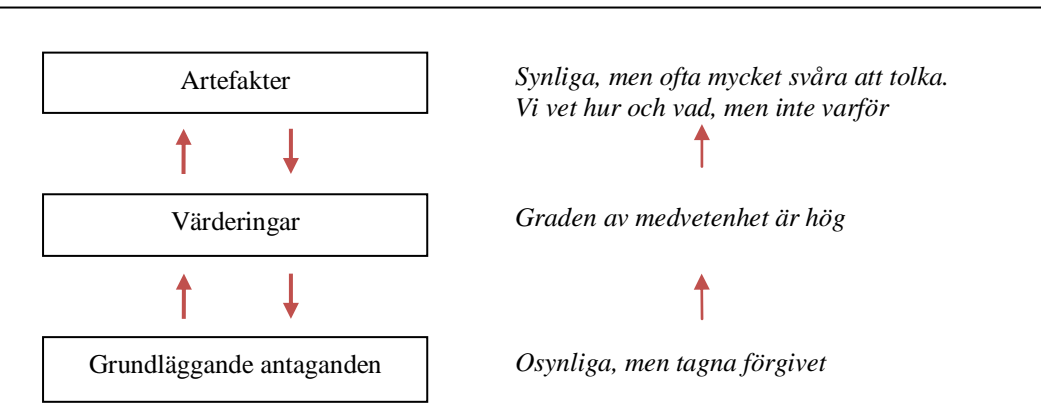 Artefakter
Synliga, men ofta mycket svåra att tolka.
Vi vet hur och vad, men inte varför
Värderingar
Graden av medvetenhet är hög
Grundläggande antaganden
Osynliga, men tagna förgivet